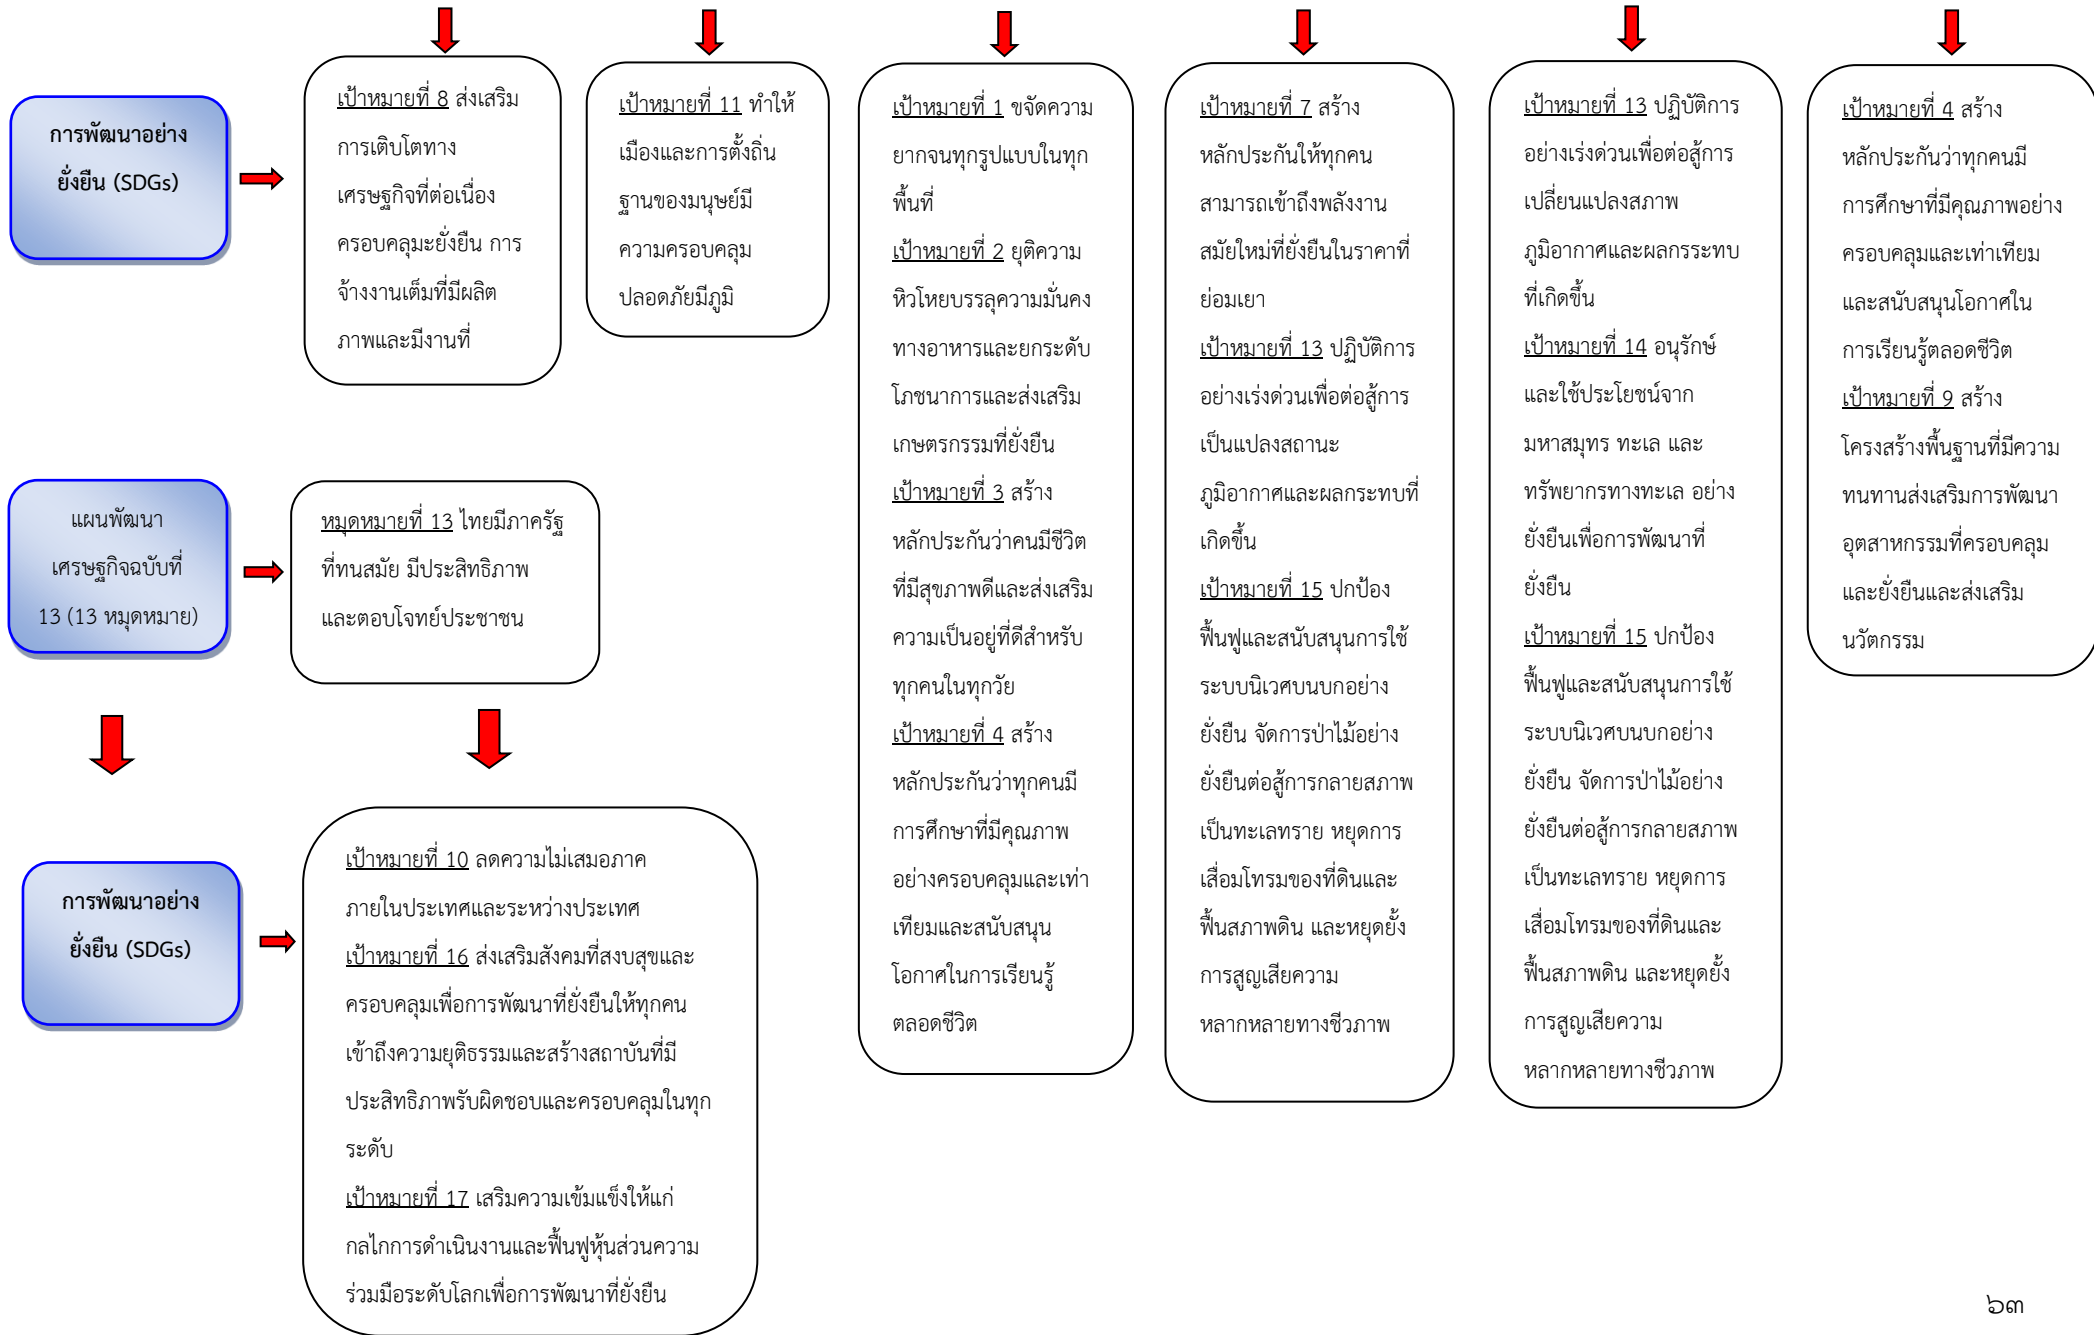 การพัฒนาอย่าง
ยั่งยืน (SDGs)
เป้าหมายที่ 8 ส่งเสริม
การเติบโตทาง
เศรษฐกิจที่ต่อเนื่อง
ครอบคลุมะยั่งยืน การ
จ้างงานเต็มที่มีผลิต
ภาพและมีงานที่
เป้าหมายที่ 11 ทำให้
เมืองและการตั้งถิ่น
ฐานของมนุษย์มี
ความครอบคลุม
ปลอดภัยมีภูมิ
เป้าหมายที่ 1 ขจัดความ
ยากจนทุกรูปแบบในทุก
พื้นที่
เป้าหมายที่ 2 ยุติความ
หิวโหยบรรลุความมั่นคง
ทางอาหารและยกระดับ
โภชนาการและส่งเสริม
เกษตรกรรมที่ยั่งยืน
เป้าหมายที่ 3 สร้าง
หลักประกันว่าคนมีชีวิต
ที่มีสุขภาพดีและส่งเสริม
ความเป็นอยู่ที่ดีสำหรับ
ทุกคนในทุกวัย
เป้าหมายที่ 4 สร้าง
หลักประกันว่าทุกคนมี
การศึกษาที่มีคุณภาพ
อย่างครอบคลุมและเท่า
เทียมและสนับสนุน
โอกาสในการเรียนรู้
ตลอดชีวิต
เป้าหมายที่ 7 สร้าง
หลักประกันให้ทุกคน
สามารถเข้าถึงพลังงาน
สมัยใหม่ที่ยั่งยืนในราคาที่
ย่อมเยา
เป้าหมายที่ 13 ปฏิบัติการ
อย่างเร่งด่วนเพื่อต่อสู้การ
เป็นแปลงสถานะ
ภูมิอากาศและผลกระทบที่
เกิดขึ้น
เป้าหมายที่ 15 ปกป้อง
ฟื้นฟูและสนับสนุนการใช้
ระบบนิเวศบนบกอย่าง
ยั่งยืน จัดการป่าไม้อย่าง
ยั่งยืนต่อสู้การกลายสภาพ
เป็นทะเลทราย หยุดการ
เสื่อมโทรมของที่ดินและ
ฟื้นสภาพดิน และหยุดยั้ง
การสูญเสียความ
หลากหลายทางชีวภาพ
เป้าหมายที่ 13 ปฏิบัติการ
อย่างเร่งด่วนเพื่อต่อสู้การ
เปลี่ยนแปลงสภาพ
ภูมิอากาศและผลกรระทบ
ที่เกิดขึ้น
เป้าหมายที่ 14 อนุรักษ์
และใช้ประโยชน์จาก
มหาสมุทร ทะเล และ
ทรัพยากรทางทะเล อย่าง
ยั่งยืนเพื่อการพัฒนาที่
ยั่งยืน
เป้าหมายที่ 15 ปกป้อง
ฟื้นฟูและสนับสนุนการใช้
ระบบนิเวศบนบกอย่าง
ยั่งยืน จัดการป่าไม้อย่าง
ยั่งยืนต่อสู้การกลายสภาพ
เป็นทะเลทราย หยุดการ
เสื่อมโทรมของที่ดินและ
ฟื้นสภาพดิน และหยุดยั้ง
การสูญเสียความ
หลากหลายทางชีวภาพ
เป้าหมายที่ 4 สร้าง
หลักประกันว่าทุกคนมี
การศึกษาที่มีคุณภาพอย่าง
ครอบคลุมและเท่าเทียม
และสนับสนุนโอกาสใน
การเรียนรู้ตลอดชีวิต
เป้าหมายที่ 9 สร้าง
โครงสร้างพื้นฐานที่มีความ
ทนทานส่งเสริมการพัฒนา
อุตสาหกรรมที่ครอบคลุม
และยั่งยืนและส่งเสริม
นวัตกรรม
แผนพัฒนา
เศรษฐกิจฉบับที่
13 (13 หมุดหมาย)
หมุดหมายที่ 13 ไทยมีภาครัฐ
ที่ทนสมัย มีประสิทธิภาพ
และตอบโจทย์ประชาชน
การพัฒนาอย่าง
ยั่งยืน (SDGs)
เป้าหมายที่ 10 ลดความไม่เสมอภาค
ภายในประเทศและระหว่างประเทศ
เป้าหมายที่ 16 ส่งเสริมสังคมที่สงบสุขและ
ครอบคลุมเพื่อการพัฒนาที่ยั่งยืนให้ทุกคน
เข้าถึงความยุติธรรมและสร้างสถาบันที่มี
ประสิทธิภาพรับผิดชอบและครอบคลุมในทุก
ระดับ
เป้าหมายที่ 17 เสริมความเข้มแข็งให้แก่
กลไกการดำเนินงานและฟื้นฟูหุ้นส่วนความ
ร่วมมือระดับโลกเพื่อการพัฒนาที่ยั่งยืน
๖๓